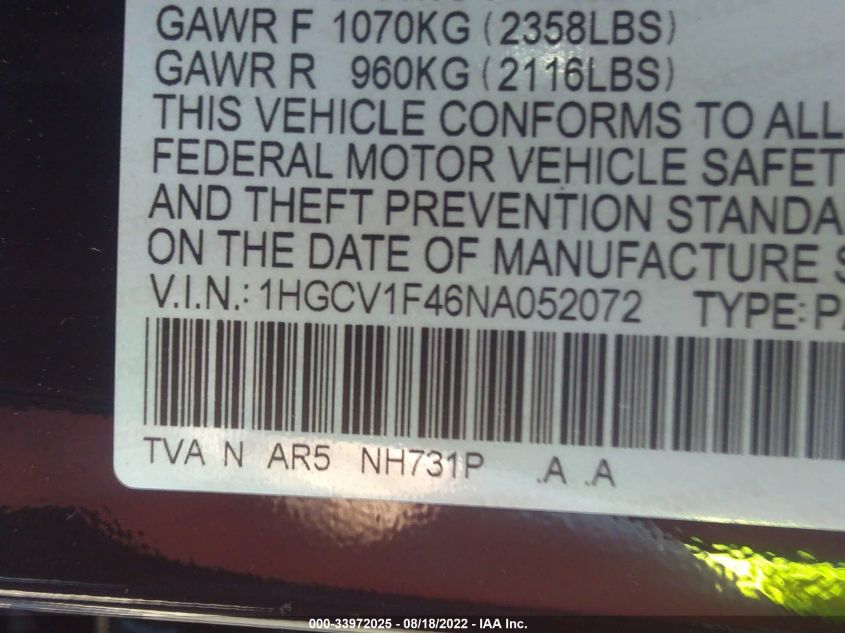 GAWR F 1070KG (2358LBS)
GAWR R 960KG (2116LBS)
THIS VEHICLE CONFORMS TO ALL
FEDERAL MOTOR VEHICLE SAFET
AND THEFT PREVENTION STANDA
ON THE DATE OF MANUFACTURE S
V.I.N.: 1HGCV1F46NA052072 TYPE: PA
TVA N AR5 NH731P .A .A
000-33972025 - 08/18/2022 - IAA Inc.